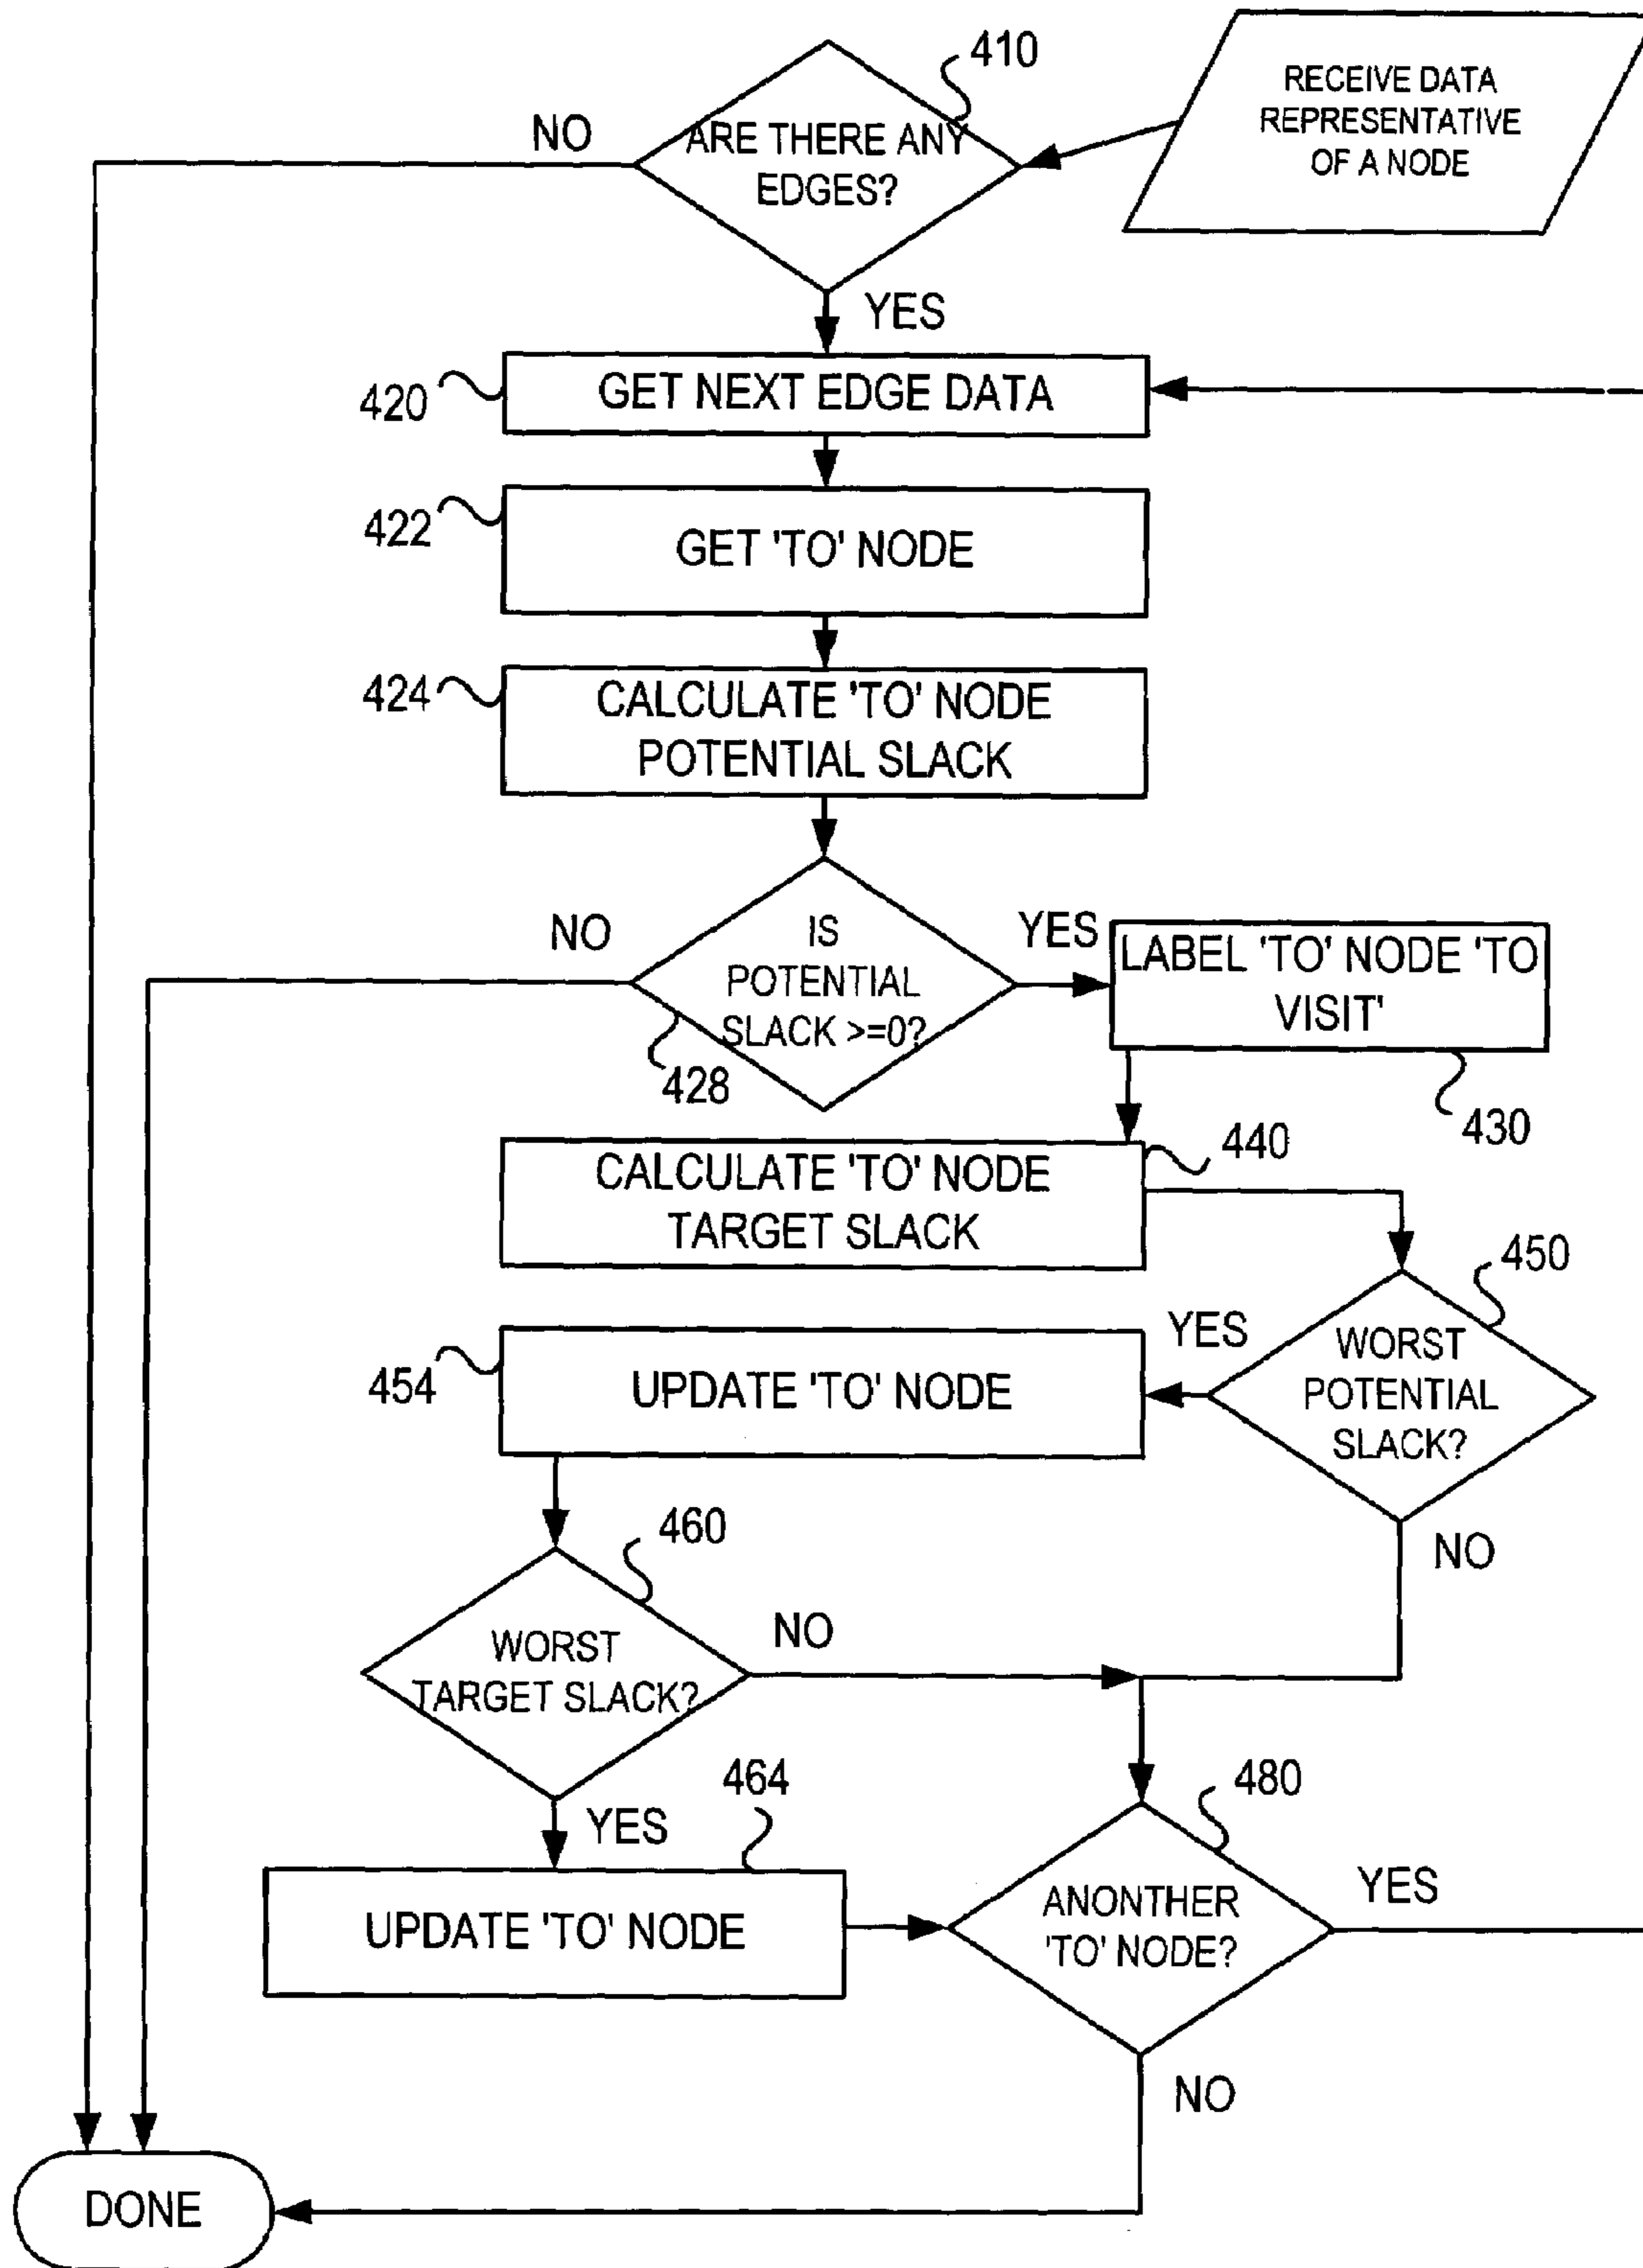 410
RECEIVE DATA
REPRESENTATIVE
OF A NODE
NO
ARE THERE ANY
EDGES?
YES
420
GET NEXT EDGE DATA
422
GET 'TO' NODE
424
CALCULATE 'TO' NODE
POTENTIAL SLACK
NO
IS
POTENTIAL
SLACK >=0?
YES
LABEL 'TO' NODE 'TO
VISIT'
428
430
440
CALCULATE 'TO' NODE
TARGET SLACK
450
YES
WORST
POTENTIAL
SLACK?
454
UPDATE 'TO' NODE
NO
460
WORST
TARGET SLACK?
NO
YES
464
480
UPDATE 'TO' NODE
ANONTHER
'TO' NODE?
YES
NO
DONE